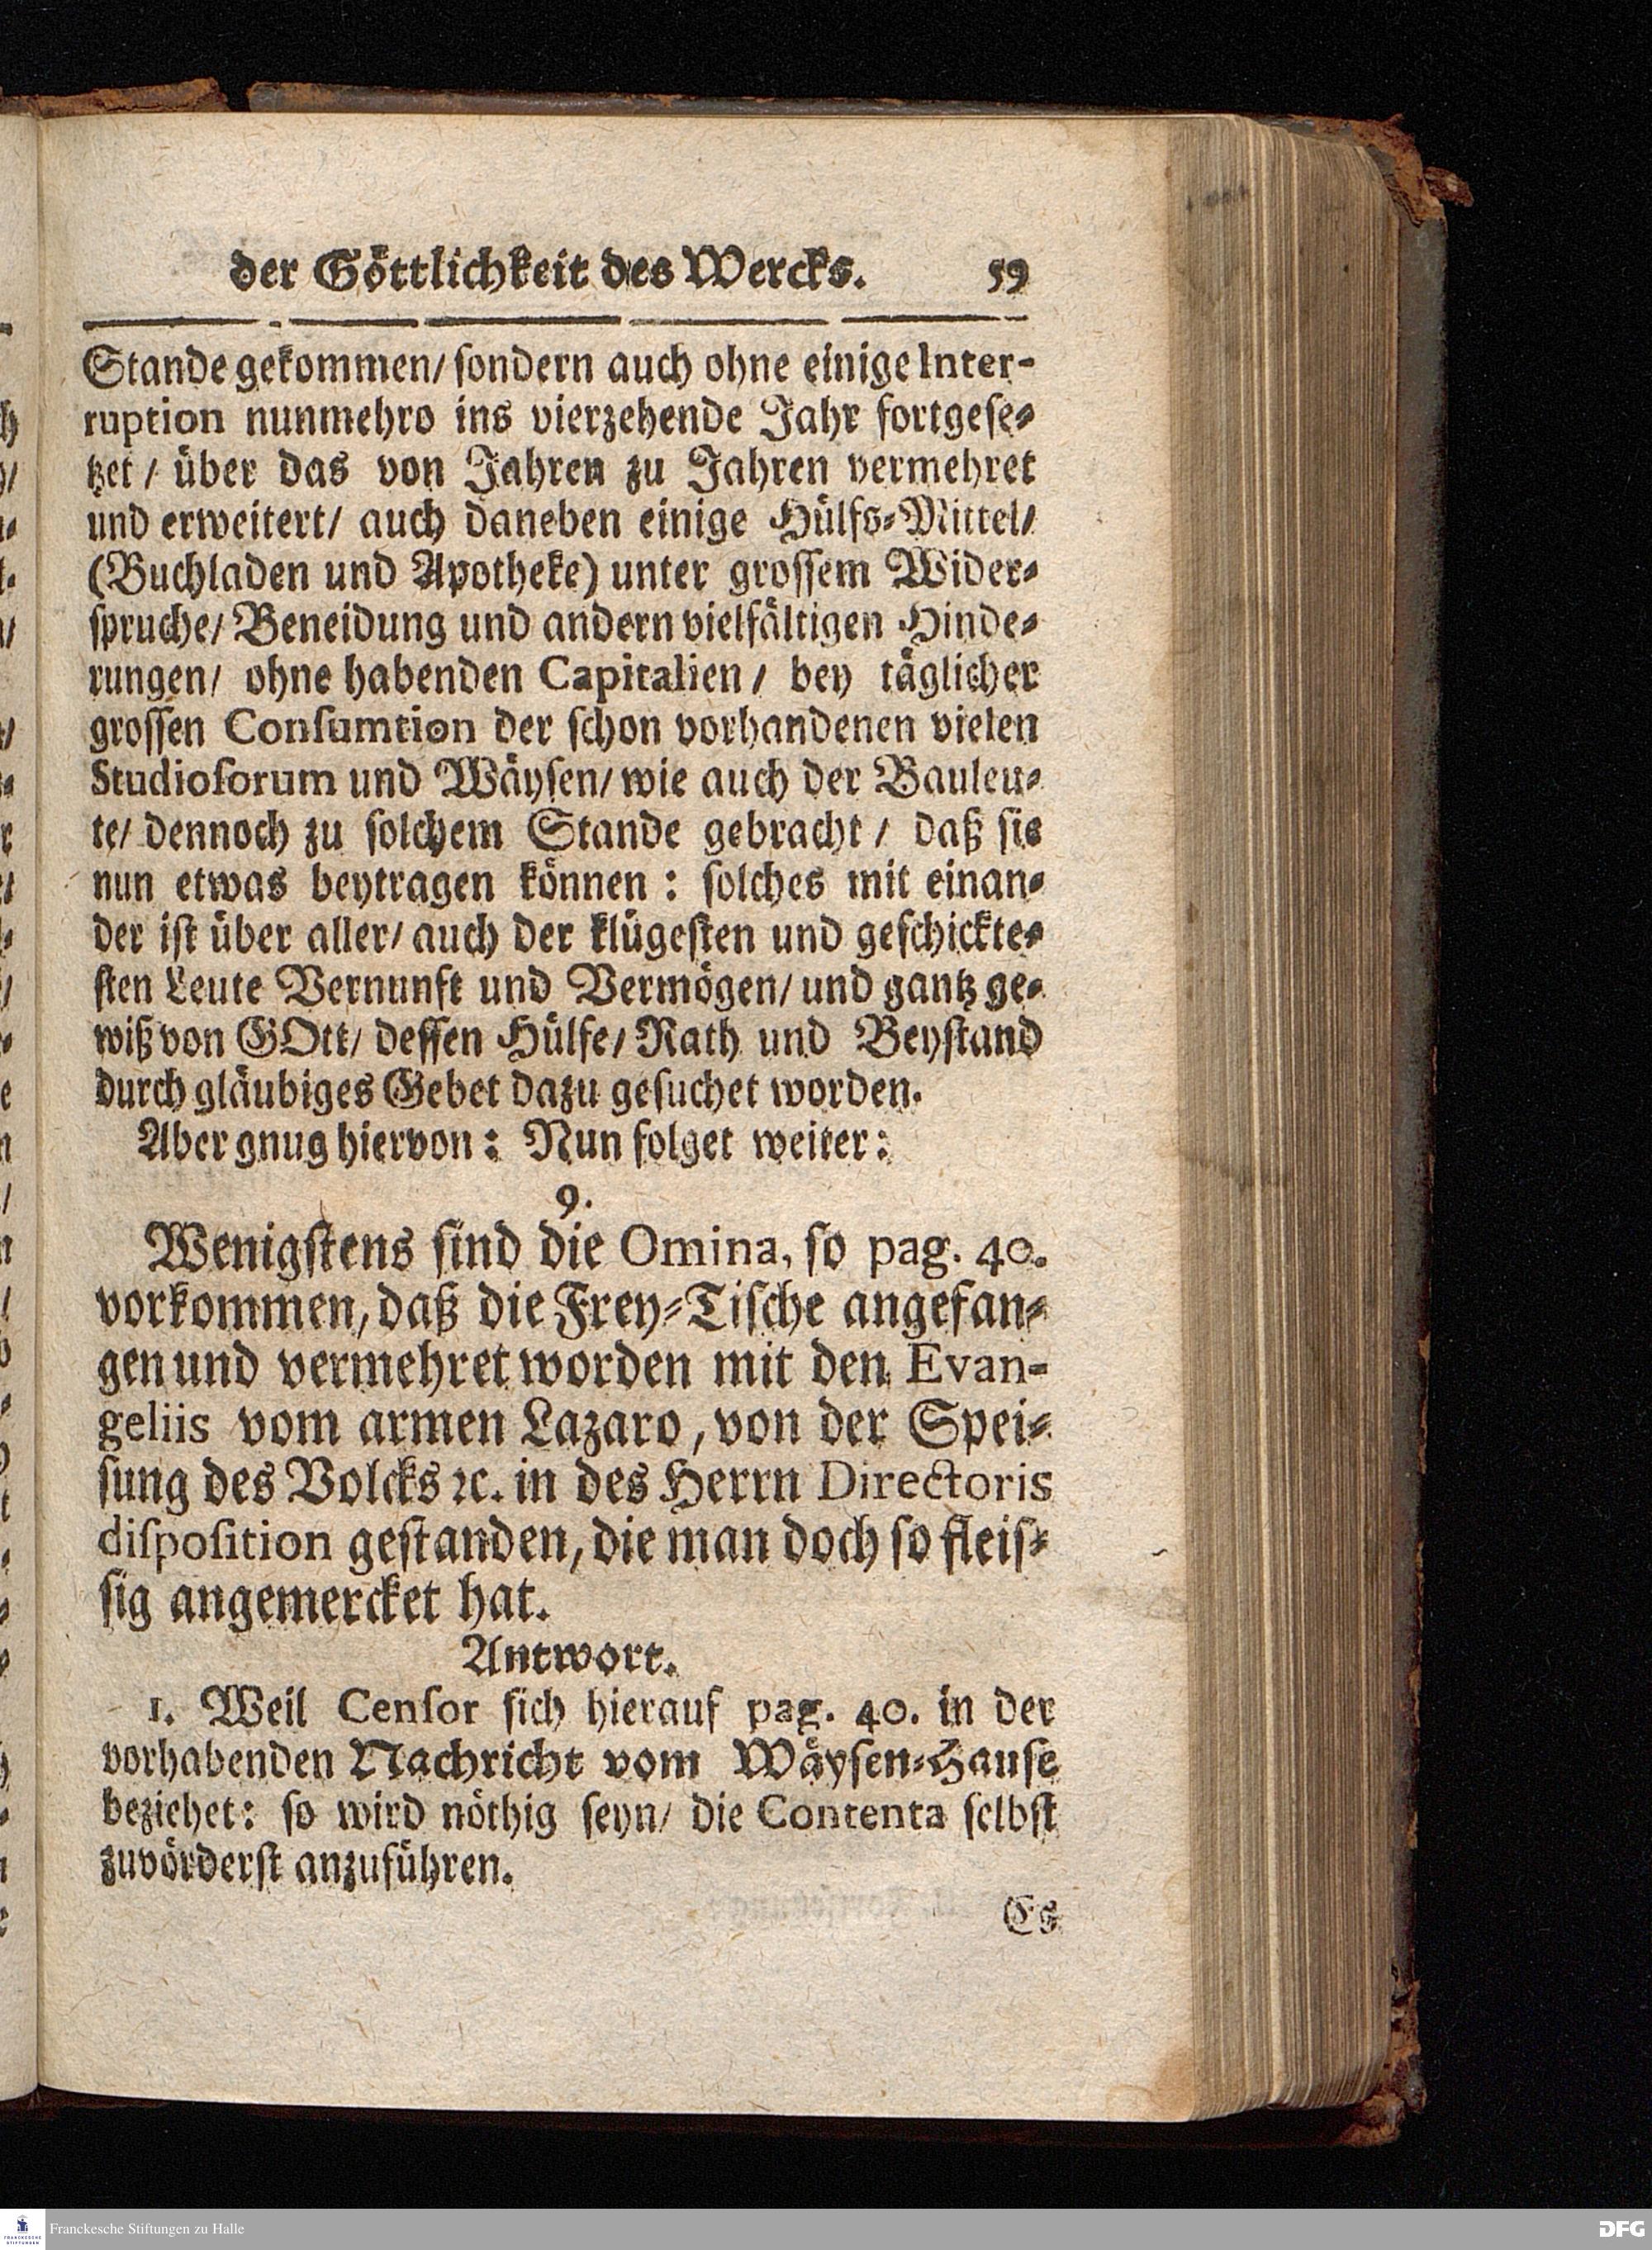 der Göttlichkeit des Wercks. 59
Stande gekommen/ sondern auch ohne einige Inter-
ruption nunmehro ins vierzehende Jahr fortgese-
tzet / über das von Jahren zu Jahren vermehret
und erweitert/ auch daneben einige Hülfs-Mittel/
(Buchladen und Apotheke) unter grossem Wider-
spruche/ Beneidung und andern vielfältigen Hinde-
rungen/ ohne habenden Capitalien / bey täglicher
grossen Consumtion der schon vorhandenen vielen
Studiosorum und Wäysen/ wie auch der Bauleu-
te/ dennoch zu solchem Stande gebracht / daß sie
nun etwas beytragen können : solches mit einan-
der ist über aller/ auch der klügesten und geschickte-
sten Leute Vernunft und Vermögen/ und gantz ge-
wiß von GOtt/ dessen Hülfe/ Rath und Beystand
durch gläubiges Gebet dazu gesuchet worden.
Aber gnug hiervon : Nun folget weiter:
9.
Wenigstens sind die Omina, so pag. 40.
vorkommen, daß die Frey-Tische angefan-
gen und vermehret worden mit den Evan-
geliis vom armen Lazaro, von der Spei-
sung des Volcks ꝛc. in des Herrn Directoris
disposition gestanden, die man doch so fleis-
sig angemercket hat.
Antwort.
1. Weil Censor sich hierauf pag. 40. in der
vorhabenden Nachricht vom Wäysen-Hause
beziehet: so wird nöthig seyn/ die Contenta selbst
zuvörderst anzuführen.
Es
Franckesche Stiftungen zu Halle
DFG